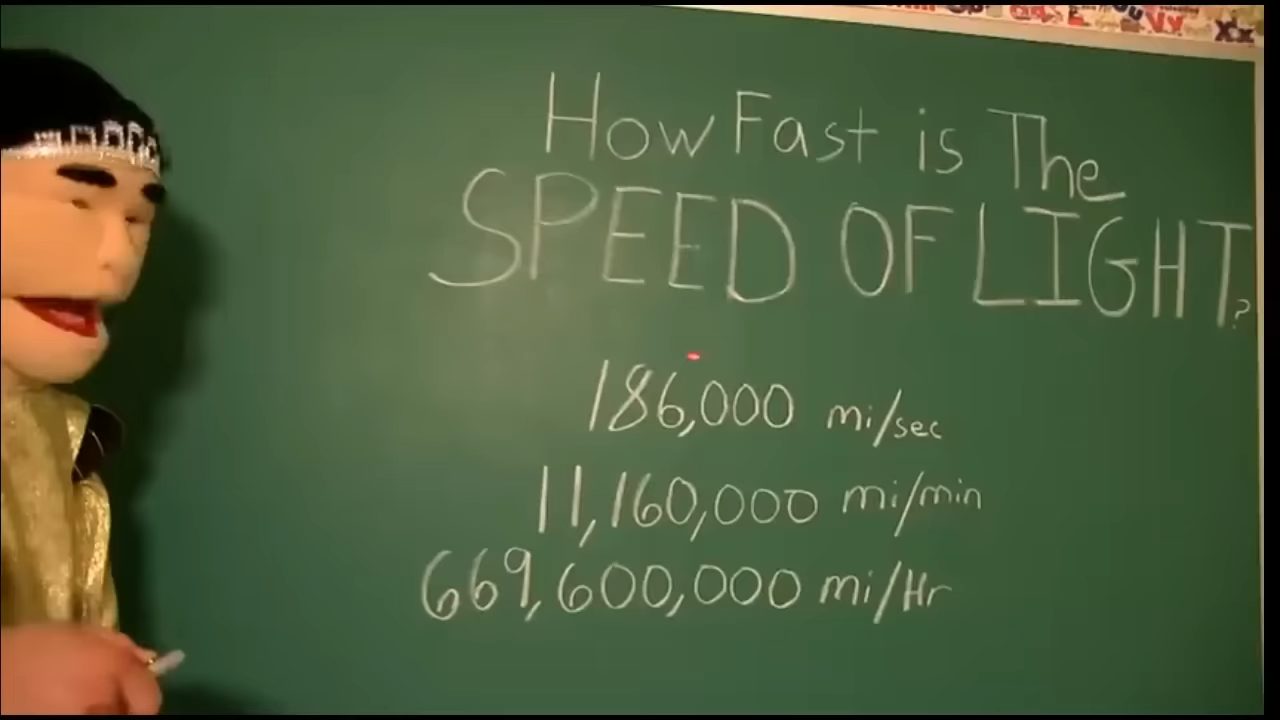 How Fast is The
SPEED OF LIGHT?
186,000 mi/sec
11,160,000 mi/min
669,600,000 mi/Hr